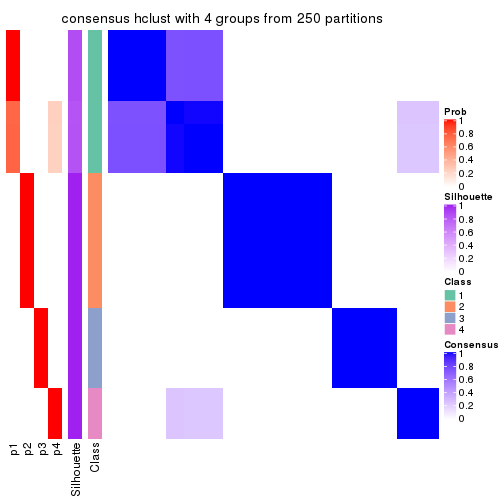 consensus hclust with 4 groups from 250 partitions
Prob
1
0.8
0.6
0.4
0.2
0
Silhouette
1
0.8
0.6
0.4
0.2
0
Class
1
2
3
4
Consensus
1
0.8
0.6
0.4
0.2
0
p1
p2
p3
p4
Silhouette
Class